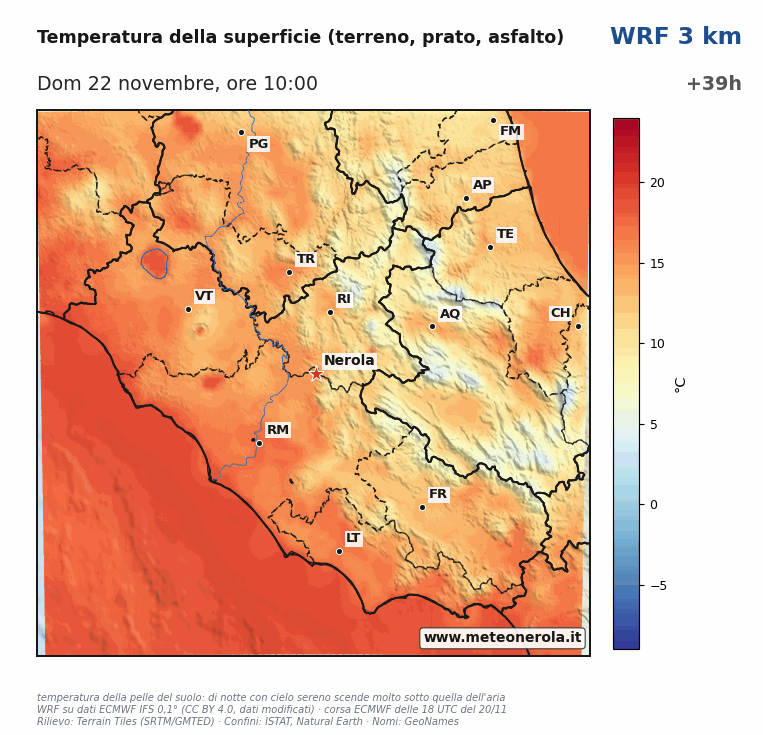 Temperatura della superficie (terreno, prato, asfalto)
WRF 3 km
Dom 22 novembre, ore 10:00
+39h
FM
PG
AP
TE
TR
VT
RI
AQ
CH
Nerola
RM
FR
LT
20
15
10
5
0
−5
°C
www.meteonerola.it
temperatura della pelle del suolo: di notte con cielo sereno scende molto sotto quella dell'aria
WRF su dati ECMWF IFS 0,1° (CC BY 4.0, dati modificati) · corsa ECMWF delle 18 UTC del 20/11
Rilievo: Terrain Tiles (SRTM/GMTED) · Confini: ISTAT, Natural Earth · Nomi: GeoNames